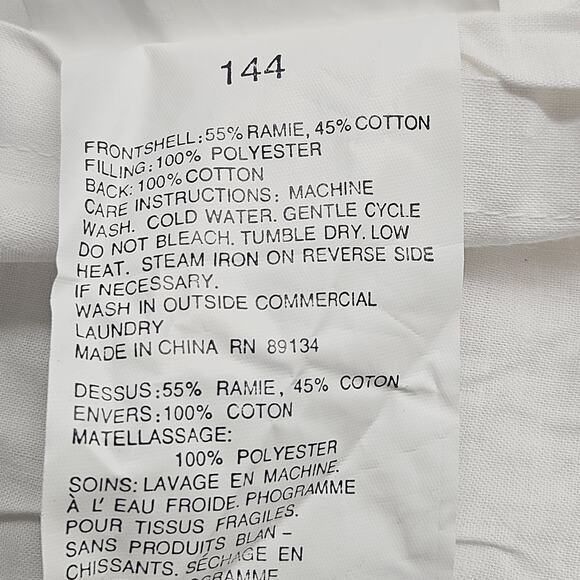 144
FRONTSHELL:55% RAMIE, 45% COTTON
FILLING:100% POLYESTER
BACK:100% COTTON
CARE INSTRUCTIONS: MACHINE
WASH. COLD WATER. GENTLE CYCLE
DO NOT BLEACH. TUMBLE DRY. LOW
HEAT. STEAM IRON ON REVERSE SIDE
IF NECESSARY.
WASH IN OUTSIDE COMMERCIAL
LAUNDRY
MADE IN CHINA RN 89134
DESSUS:55% RAMIE, 45% COTON
ENVERS:100% COTON
MATELLASSAGE:
100% POLYESTER
SOINS: LAVAGE EN MACHINE.
À L' EAU FROIDE. PHOGRAMME
POUR TISSUS FRAGILES.
SANS PRODUITS BLAN-
CHISSANTS. SÉCHAGE EN